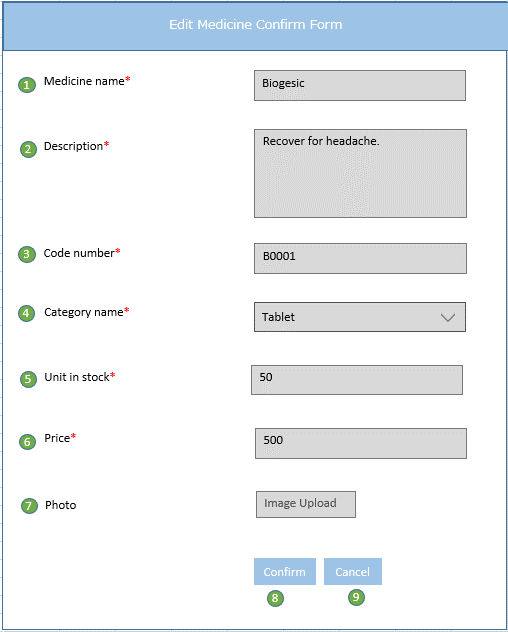 Edit Medicine Confirm Form
1 Medicine name* Biogesic
2 Description* Recover for headache.
3 Code number* B0001
4 Category name* Tablet
5 Unit in stock* 50
6 Price* 500
7 Photo Image Upload
Confirm Cancel
8 9